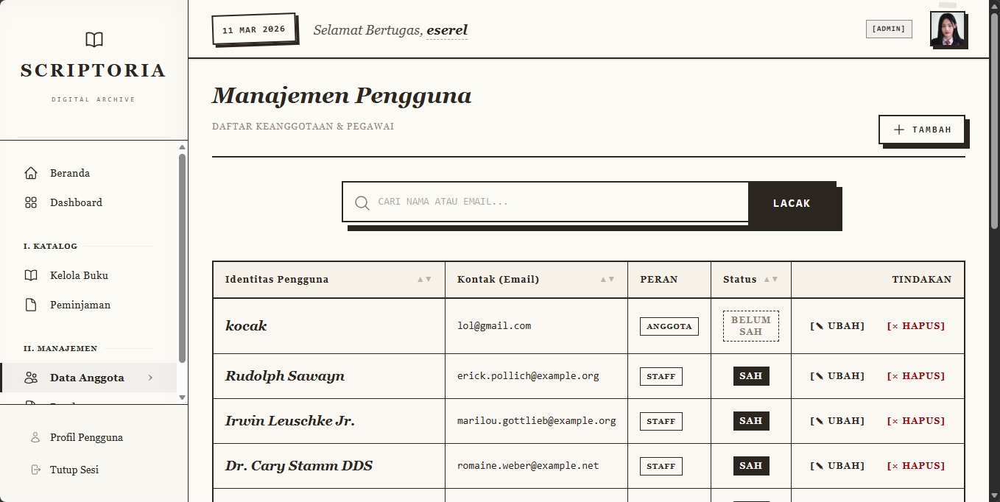 SCRIPTORIA
DIGITAL ARCHIVE
Beranda
Dashboard
I. KATALOG
Kelola Buku
Peminjaman
II. MANAJEMEN
Data Anggota
Profil Pengguna
Tutup Sesi
11 MAR 2026
Selamat Bertugas, eserel
[ADMIN]
Manajemen Pengguna
DAFTAR KEANGGOTAAN & PEGAWAI
+ TAMBAH
CARI NAMA ATAU EMAIL...
LACAK
Identitas Pengguna ▲▼ Kontak (Email) ▲▼ PERAN Status ▲▼ TINDAKAN
kocak lol@gmail.com ANGGOTA BELUM SAH [✎ UBAH] [× HAPUS]
Rudolph Sawayn erick.pollich@example.org STAFF SAH [✎ UBAH] [× HAPUS]
Irwin Leuschke Jr. marilou.gottlieb@example.org STAFF SAH [✎ UBAH] [× HAPUS]
Dr. Cary Stamm DDS romaine.weber@example.net STAFF SAH [✎ UBAH] [× HAPUS]